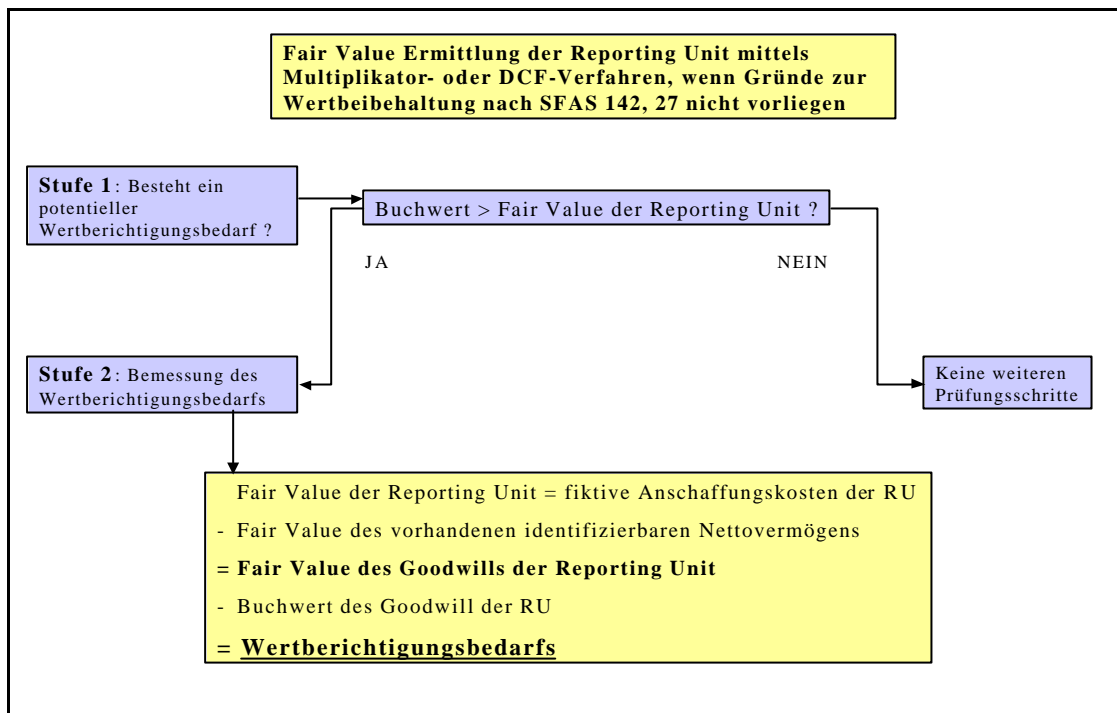 Fair Value Ermittlung der Reporting Unit mittels
Multiplikator- oder DCF-Verfahren, wenn Gründe zur
Wertbeibehaltung nach SFAS 142, 27 nicht vorliegen
Stufe 1: Besteht ein
potentieller
Wertberichtigungsbedarf ?
Buchwert > Fair Value der Reporting Unit ?
JA
NEIN
Stufe 2: Bemessung des
Wertberichtigungsbedarfs
Keine weiteren
Prüfungsschritte
Fair Value der Reporting Unit = fiktive Anschaffungskosten der RU
- Fair Value des vorhandenen identifizierbaren Nettovermögens
= Fair Value des Goodwills der Reporting Unit
- Buchwert des Goodwill der RU
= Wertberichtigungsbedarfs